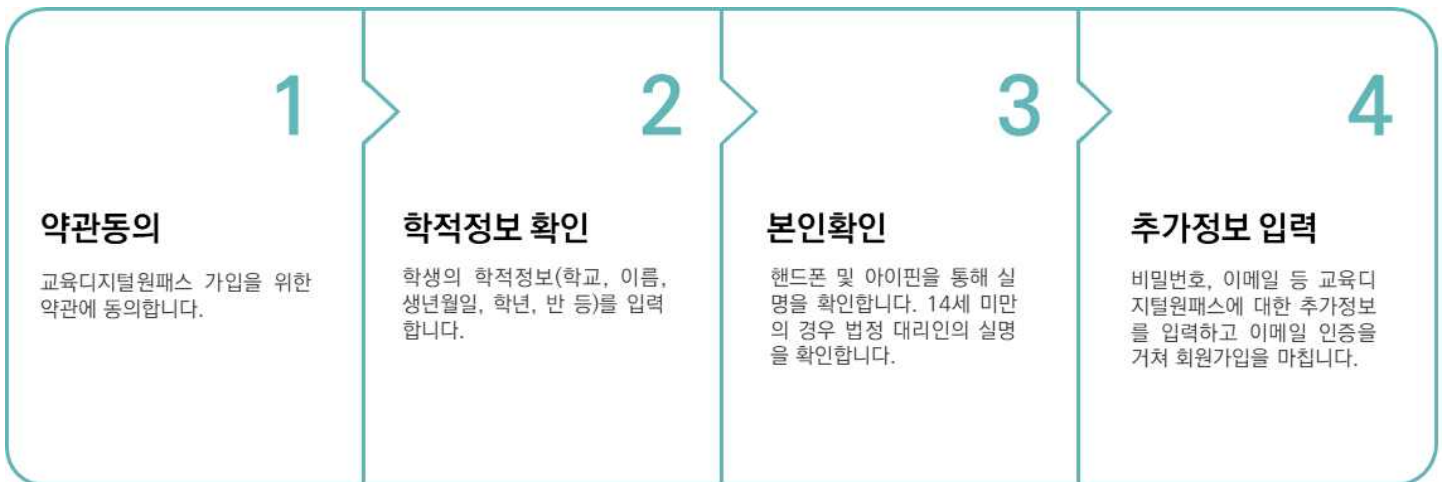 1
약관동의
교육디지털원패스 가입을 위한
약관에 동의합니다.
2
학적정보 확인
학생의 학적정보(학교, 이름,
생년월일, 학년, 반 등)를 입력
합니다.
3
본인확인
핸드폰 및 아이핀을 통해 실
명을 확인합니다. 14세 미만
의 경우 법정 대리인의 실명
을 확인합니다.
4
추가정보 입력
비밀번호, 이메일 등 교육디
지털원패스에 대한 추가정보
를 입력하고 이메일 인증을
거쳐 회원가입을 마칩니다.